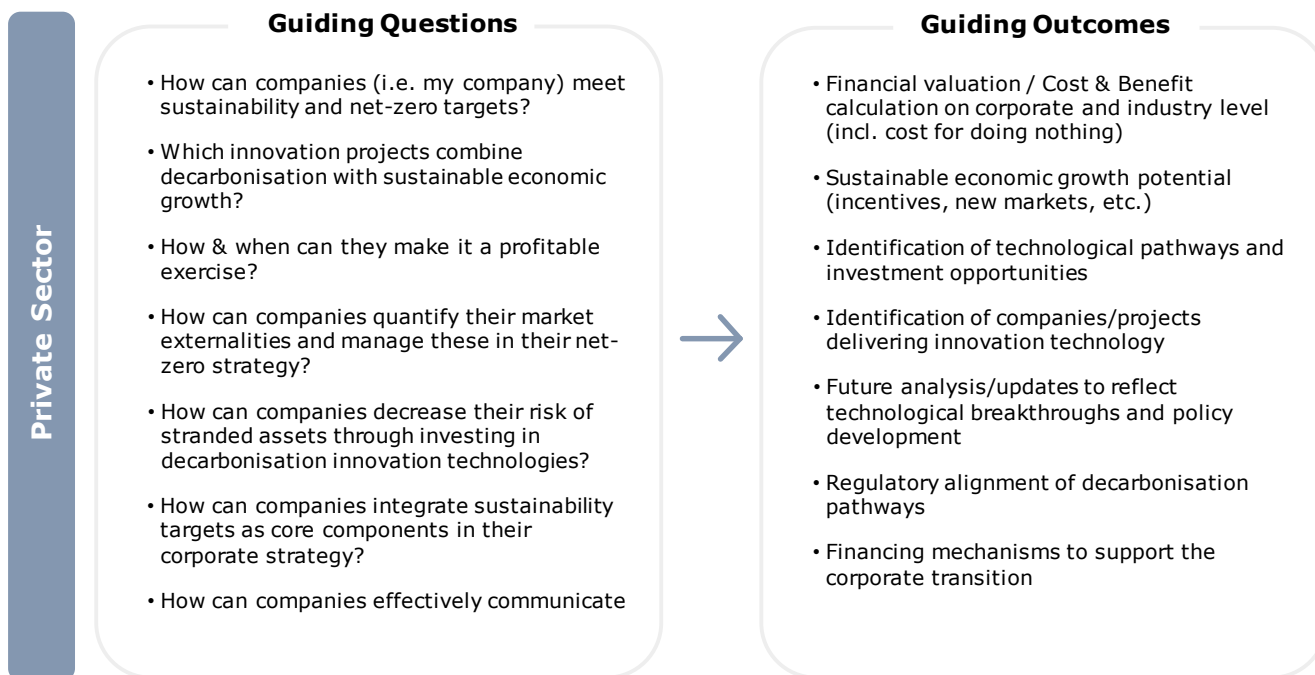 Private Sector
Guiding Questions
• How can companies (i.e. my company) meet
sustainability and net-zero targets?
• Which innovation projects combine
decarbonisation with sustainable economic
growth?
• How & when can they make it a profitable
exercise?
• How can companies quantify their market
externalities and manage these in their net-
zero strategy?
• How can companies decrease their risk of
stranded assets through investing in
decarbonisation innovation technologies?
• How can companies integrate sustainability
targets as core components in their
corporate strategy?
• How can companies effectively communicate
Guiding Outcomes
• Financial valuation / Cost & Benefit
calculation on corporate and industry level
(incl. cost for doing nothing)
• Sustainable economic growth potential
(incentives, new markets, etc.)
• Identification of technological pathways and
investment opportunities
• Identification of companies/projects
delivering innovation technology
• Future analysis/updates to reflect
technological breakthroughs and policy
development
• Regulatory alignment of decarbonisation
pathways
• Financing mechanisms to support the
corporate transition